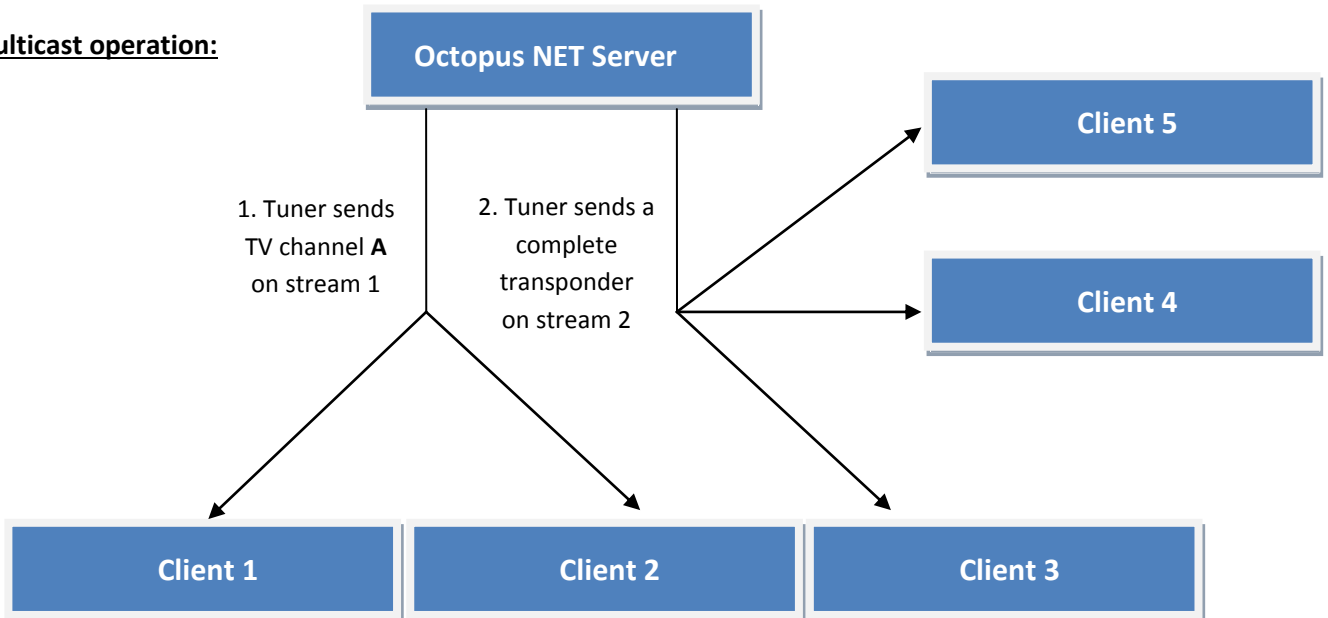 ulticast operation:
Octopus NET Server
Client 5
1. Tuner sends
TV channel A
on stream 1
2. Tuner sends a
complete
transponder
on stream 2
Client 4
Client 1
Client 2
Client 3